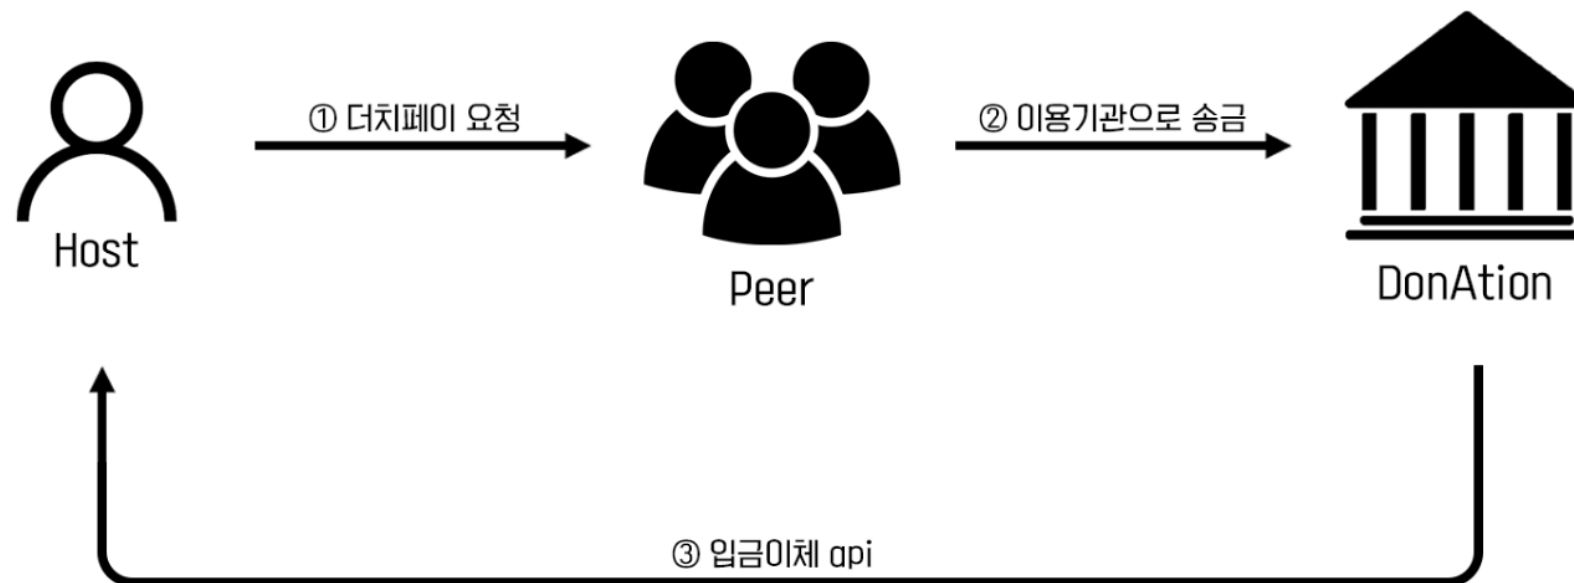 ① 더치페이 요청
② 이용기관으로 송금
Host
Peer
DonAtion
③ 입금이체 api